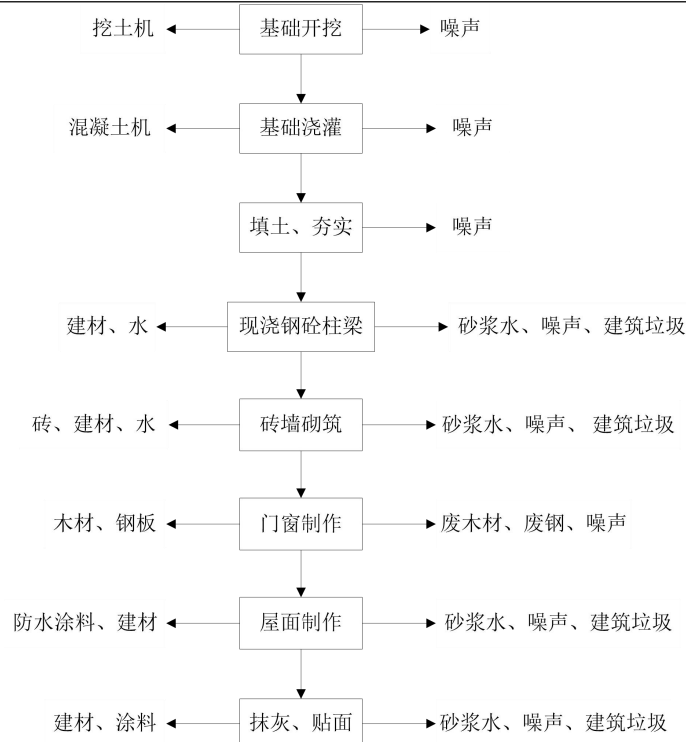 挖土机 基础开挖 噪声
混凝土机 基础浇灌 噪声
填土、夯实 噪声
建材、水 现浇钢砼柱梁 砂浆水、噪声、建筑垃圾
砖、建材、水 砖墙砌筑 砂浆水、噪声、 建筑垃圾
木材、钢板 门窗制作 废木材、废钢、噪声
防水涂料、建材 屋面制作 砂浆水、噪声、建筑垃圾
建材、涂料 抹灰、贴面 砂浆水、噪声、建筑垃圾